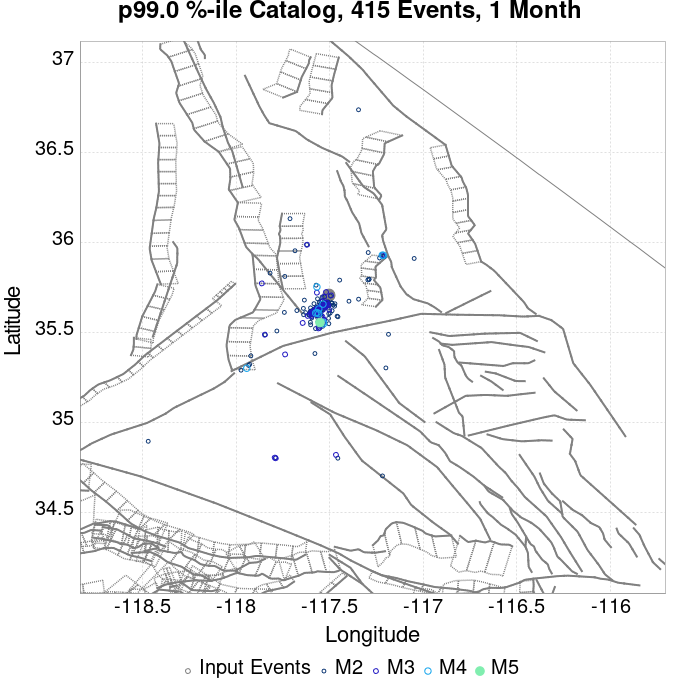 p99.0 %-ile Catalog, 415 Events, 1 Month
37
36.5
36
35.5
35
34.5
Latitude
-118.5 -118 -117.5 -117 -116.5 -116
Longitude
Input Events M2 M3 M4 M5